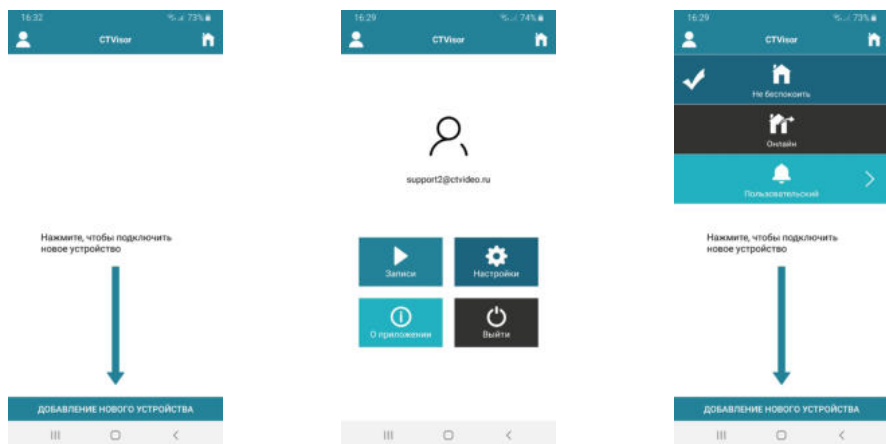 16:32
73%
CTVisor
Нажмите, чтобы подключить
новое устройство
ДОБАВЛЕНИЕ НОВОГО УСТРОЙСТВА
16:29
74%
CTVisor
support2@ctvideo.ru
Записи
Настройки
О приложении
Выйти
16:29
73%
CTVisor
Не беспокоить
Онлайн
Пользовательский
Нажмите, чтобы подключить
новое устройство
ДОБАВЛЕНИЕ НОВОГО УСТРОЙСТВА